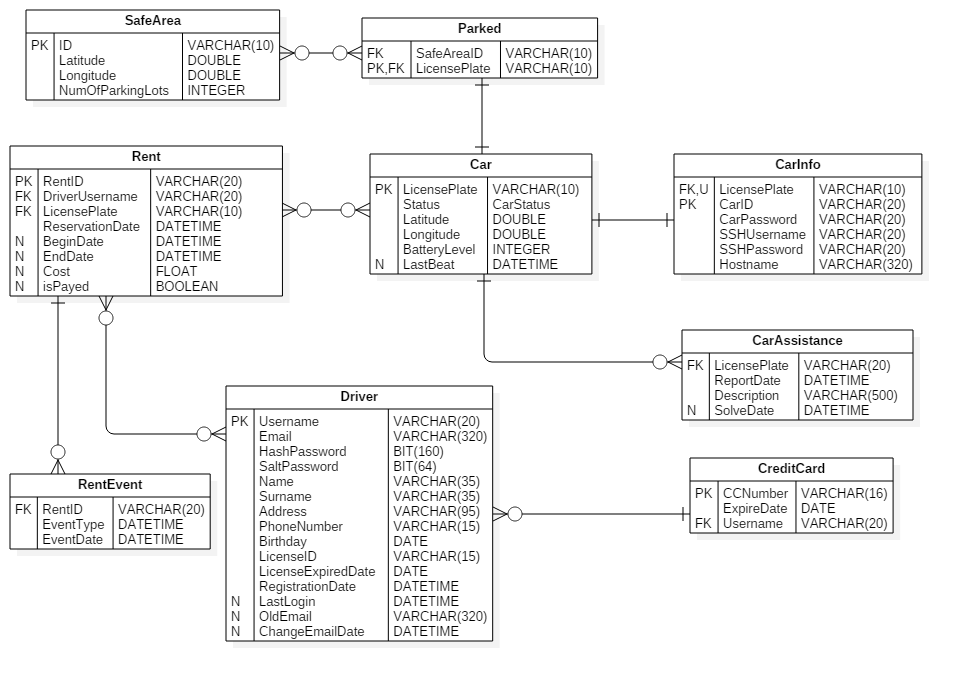 SafeArea
PK ID VARCHAR(10)
Latitude DOUBLE
Longitude DOUBLE
NumOfParkingLots INTEGER
Parked
FK SafeAreaID VARCHAR(10)
PK,FK LicensePlate VARCHAR(10)
Rent
PK RentID VARCHAR(20)
FK DriverUsername VARCHAR(20)
FK LicensePlate VARCHAR(10)
ReservationDate DATETIME
N BeginDate DATETIME
N EndDate DATETIME
N Cost FLOAT
N isPayed BOOLEAN
Car
PK LicensePlate VARCHAR(10)
Status CarStatus
Latitude DOUBLE
Longitude DOUBLE
BatteryLevel INTEGER
N LastBeat DATETIME
CarInfo
FK,U LicensePlate VARCHAR(10)
PK CarID VARCHAR(20)
CarPassword VARCHAR(20)
SSHUsername VARCHAR(20)
SSHPassword VARCHAR(20)
Hostname VARCHAR(320)
CarAssistance
FK LicensePlate VARCHAR(20)
ReportDate DATETIME
Description VARCHAR(500)
N SolveDate DATETIME
Driver
PK Username VARCHAR(20)
Email VARCHAR(320)
HashPassword BIT(160)
SaltPassword BIT(64)
Name VARCHAR(35)
Surname VARCHAR(35)
Address VARCHAR(95)
PhoneNumber VARCHAR(15)
Birthday DATE
LicenseID VARCHAR(15)
LicenseExpiredDate DATE
RegistrationDate DATETIME
N LastLogin DATETIME
N OldEmail VARCHAR(320)
N ChangeEmailDate DATETIME
RentEvent
FK RentID VARCHAR(20)
EventType DATETIME
EventDate DATETIME
CreditCard
PK CCNumber VARCHAR(16)
ExpireDate DATE
FK Username VARCHAR(20)